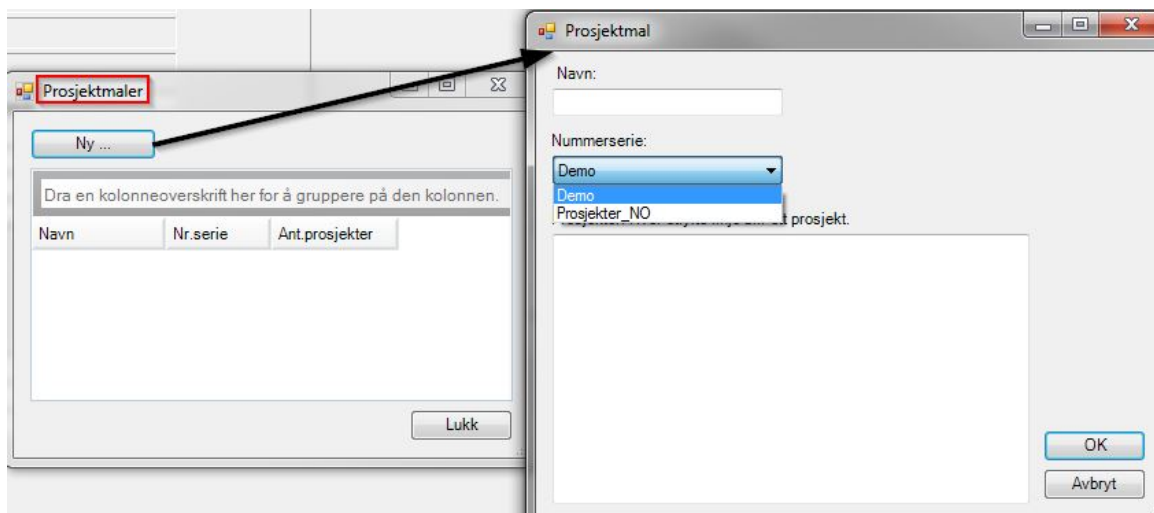 Prosjektmaler
Ny ...
Dra en kolonneoverskrift her for å gruppere på den kolonnen.
Navn Nr.serie Ant.prosjekter
Lukk
Prosjektmal
Navn:
Nummerserie:
Demo
Demo
Prosjekter_NO
prosjekt.
OK
Avbryt